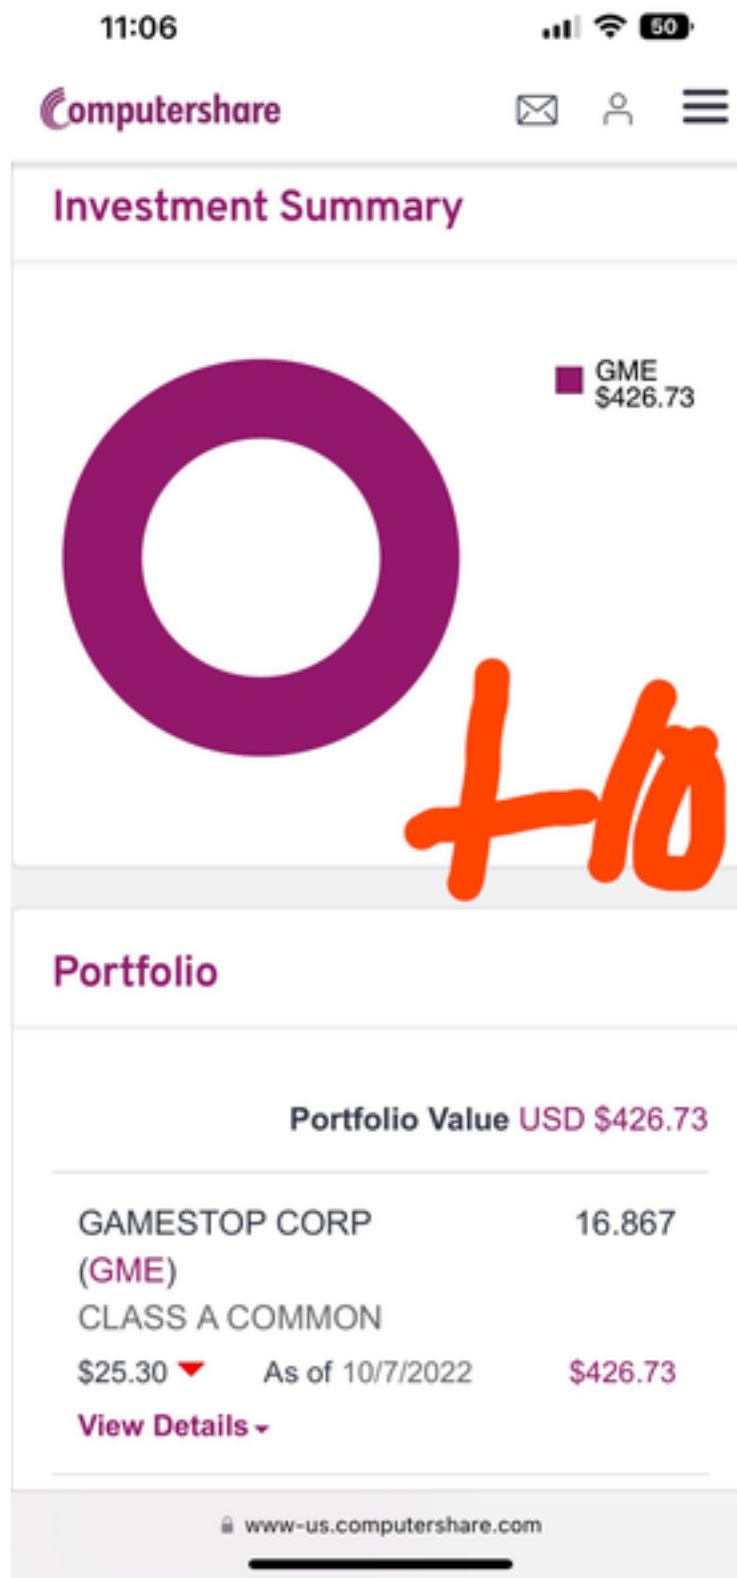 11:06
50
Computershare
Investment Summary
GME
$426.73
+10
Portfolio
Portfolio Value USD $426.73
GAMESTOP CORP 16.867
(GME)
CLASS A COMMON
$25.30 As of 10/7/2022 $426.73
View Details
www-us.computershare.com